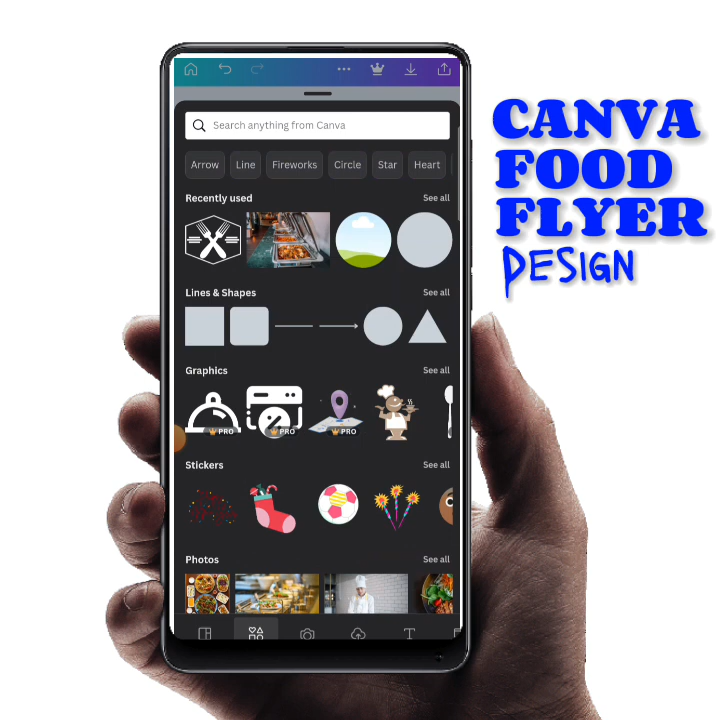 CANVA
FOOD
FLYER
DESIGN
Search anything from Canva
Arrow Line Fireworks Circle Star Heart
Recently used See all
Lines & Shapes See all
Graphics See all
PRO PRO PRO
Stickers See all
Photos See all